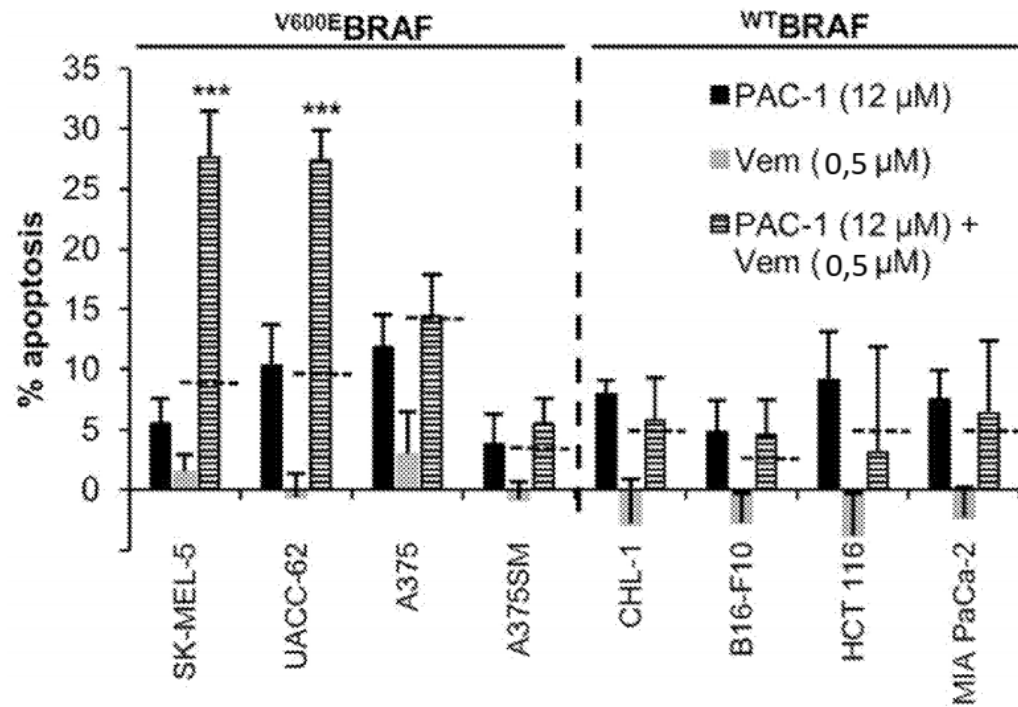 V600EBRAF
WTBRAF
35
30
25
20
15
10
5
0
% apoptosis
***
***
PAC-1 (12 µM)
Vem (0,5 µM)
PAC-1 (12 µM) +
Vem (0,5 µM)
SK-MEL-5
UACC-62
A375
A375SM
CHL-1
B16-F10
HCT 116
MIA PaCa-2